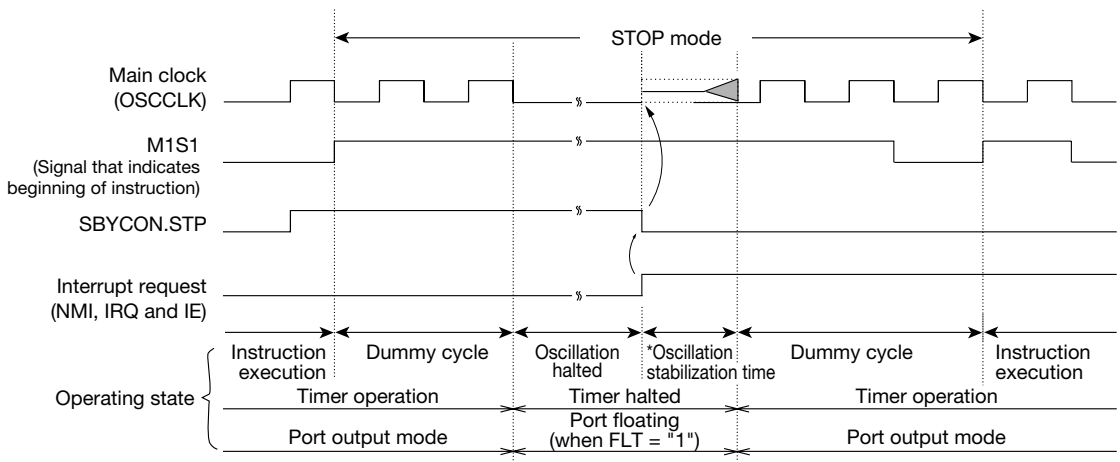 STOP mode
Main clock
(OSCCLK)
M1S1
(Signal that indicates
beginning of instruction)
SBYCON.STP
Interrupt request
(NMI, IRQ and IE)
Operating state
Instruction
execution
Dummy cycle
Oscillation
halted
*Oscillation
stabilization time
Dummy cycle
Instruction
execution
Timer operation
Timer halted
Timer operation
Port output mode
Port floating
(when FLT = "1")
Port output mode